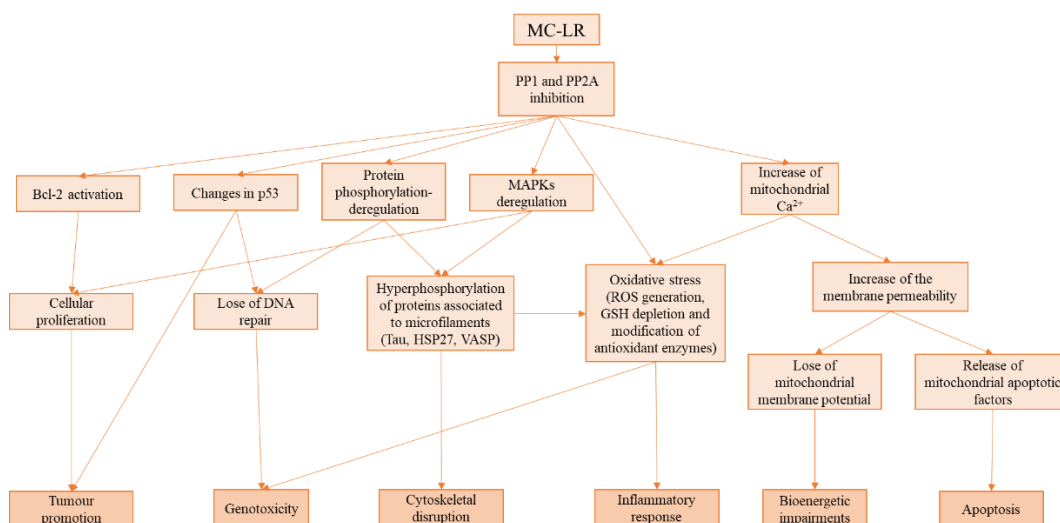 MC-LR
PP1 and PP2A
inhibition
Bcl-2 activation
Changes in p53
Protein
phosphorylation-
deregulation
MAPKs
deregulation
Increase of
mitochondrial
Ca²⁺
Cellular
proliferation
Lose of DNA
repair
Hyperphosphorylation
of proteins associated
to microfilaments
(Tau, HSP27, VASP)
Oxidative stress
(ROS generation,
GSH depletion and
modification of
antioxidant enzymes)
Increase of the
membrane permeability
Lose of
mitochondrial
membrane potential
Release of
mitochondrial apoptotic
factors
Tumour
promotion
Genotoxicity
Cytoskeletal
disruption
Inflammatory
response
Bioenergetic
impairments
Apoptosis